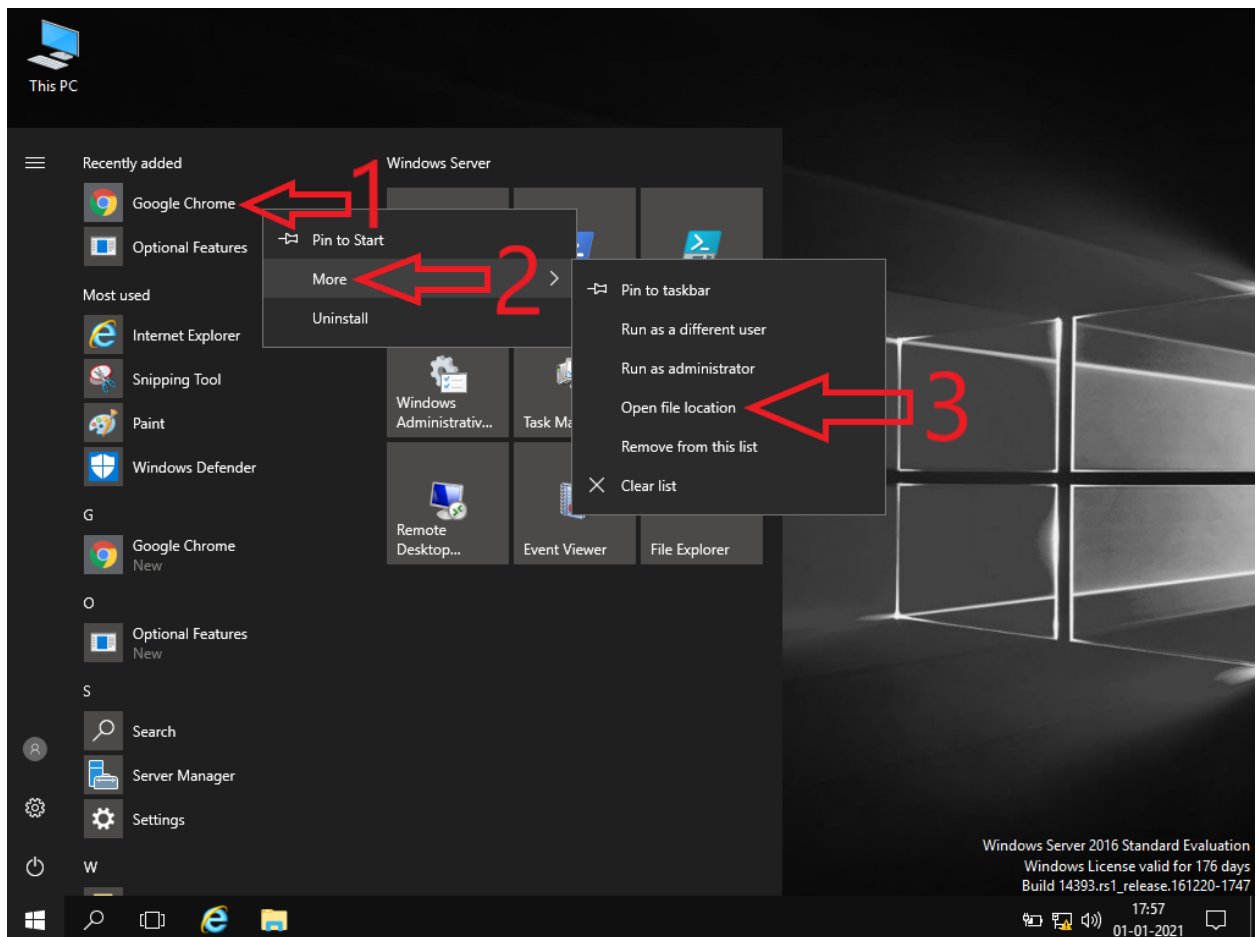 This PC
Recently added
Google Chrome
Optional Features
Most used
Internet Explorer
Snipping Tool
Paint
Windows Defender
G
Google Chrome
New
O
Optional Features
New
S
Search
Server Manager
Settings
W
Windows Server
1
Pin to Start
More
2
Uninstall
Windows
Administrativ...
Task Ma
Remote
Desktop...
Event Viewer
File Explorer
Pin to taskbar
Run as a different user
Run as administrator
Open file location
3
Remove from this list
Clear list
Windows Server 2016 Standard Evaluation
Windows License valid for 176 days
Build 14393.rs1_release.161220-1747
17:57
01-01-2021